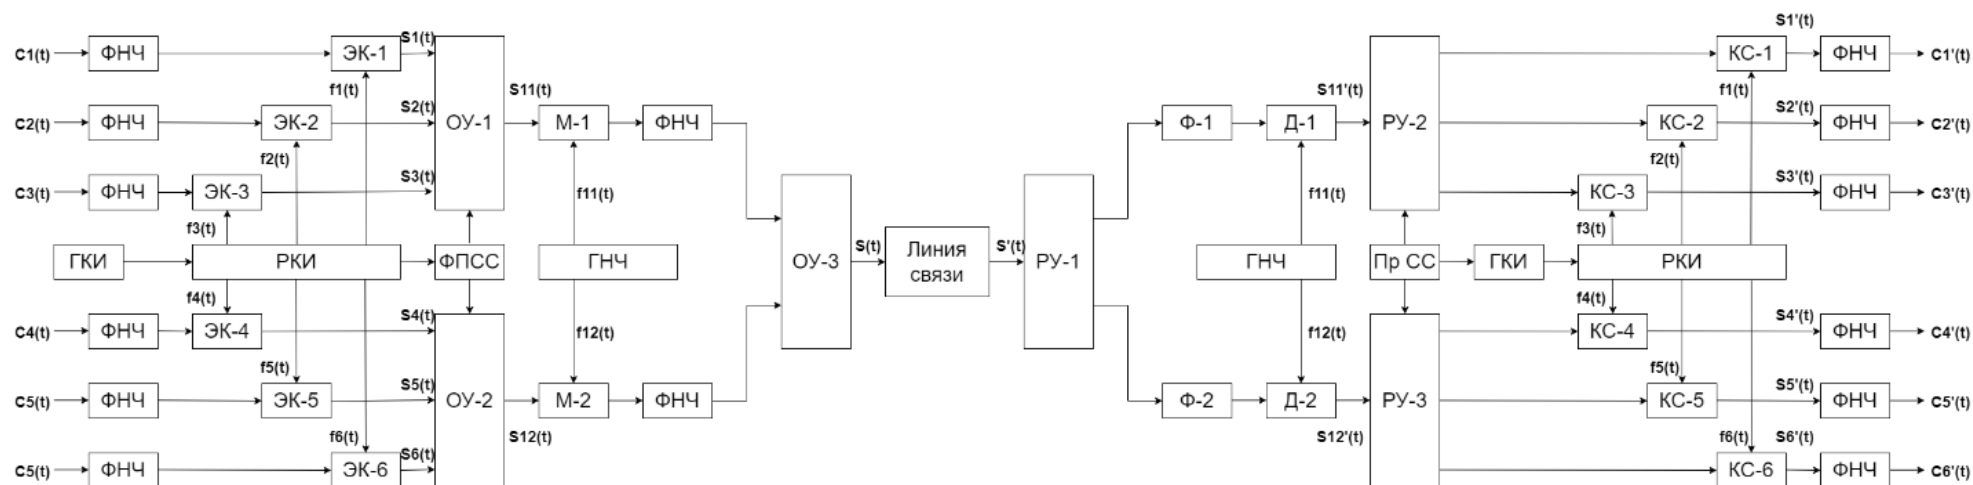 S1'(t)
C1(t) ФНЧ ЭК-1 S1(t) КС-1 ФНЧ C1'(t)
f1(t) S11(t) S11'(t) f1(t)
C2(t) ФНЧ ЭК-2 S2(t) ОУ-1 М-1 ФНЧ Ф-1 Д-1 РУ-2 КС-2 S2'(t) ФНЧ C2'(t)
f2(t) f2(t)
C3(t) ФНЧ ЭК-3 S3(t) f11(t) f11(t) КС-3 S3'(t) ФНЧ C3'(t)
f3(t) f3(t)
ГКИ РКИ ФПСС ГНЧ ОУ-3 S(t) Линия связи S'(t) РУ-1 ГНЧ Пр СС ГКИ РКИ
f4(t) f4(t)
C4(t) ФНЧ ЭК-4 S4(t) f12(t) f12(t) КС-4 S4'(t) ФНЧ C4'(t)
f5(t) f5(t)
C5(t) ФНЧ ЭК-5 S5(t) ОУ-2 М-2 ФНЧ Ф-2 Д-2 РУ-3 КС-5 S5'(t) ФНЧ C5'(t)
f6(t) S12(t) S12'(t) f6(t) S6'(t)
C5(t) ФНЧ ЭК-6 S6(t) КС-6 ФНЧ C6'(t)